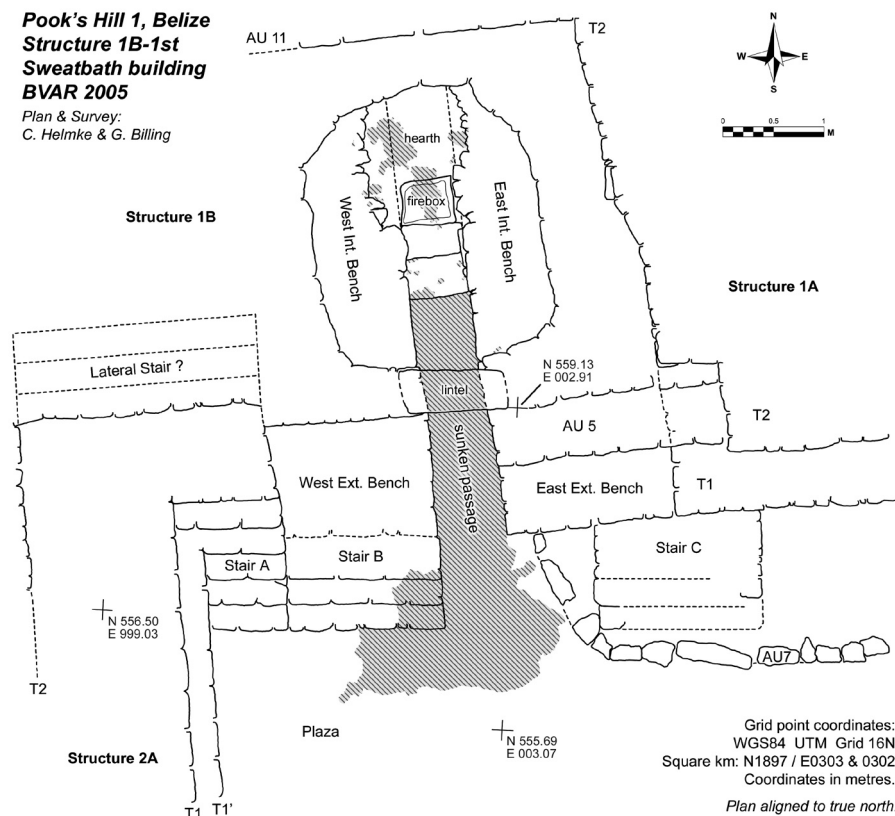 Pook's Hill 1, Belize
Structure 1B-1st
Sweatbath building
BVAR 2005
Plan & Survey:
C. Helmke & G. Billing
AU 11
T2
N
W
E
S
0
0.5
1
M
hearth
firebox
West Int. Bench
East Int. Bench
Structure 1B
Structure 1A
Lateral Stair ?
lintel
N 559.13
E 002.91
AU 5
T2
sunken passage
West Ext. Bench
East Ext. Bench
T1
Stair A
Stair B
Stair C
N 556.50
E 999.03
T2
AU7
Plaza
N 555.69
E 003.07
Structure 2A
T1
T1'
Grid point coordinates:
WGS84 UTM Grid 16N
Square km: N1897 / E0303 & 0302
Coordinates in metres.
Plan aligned to true north.